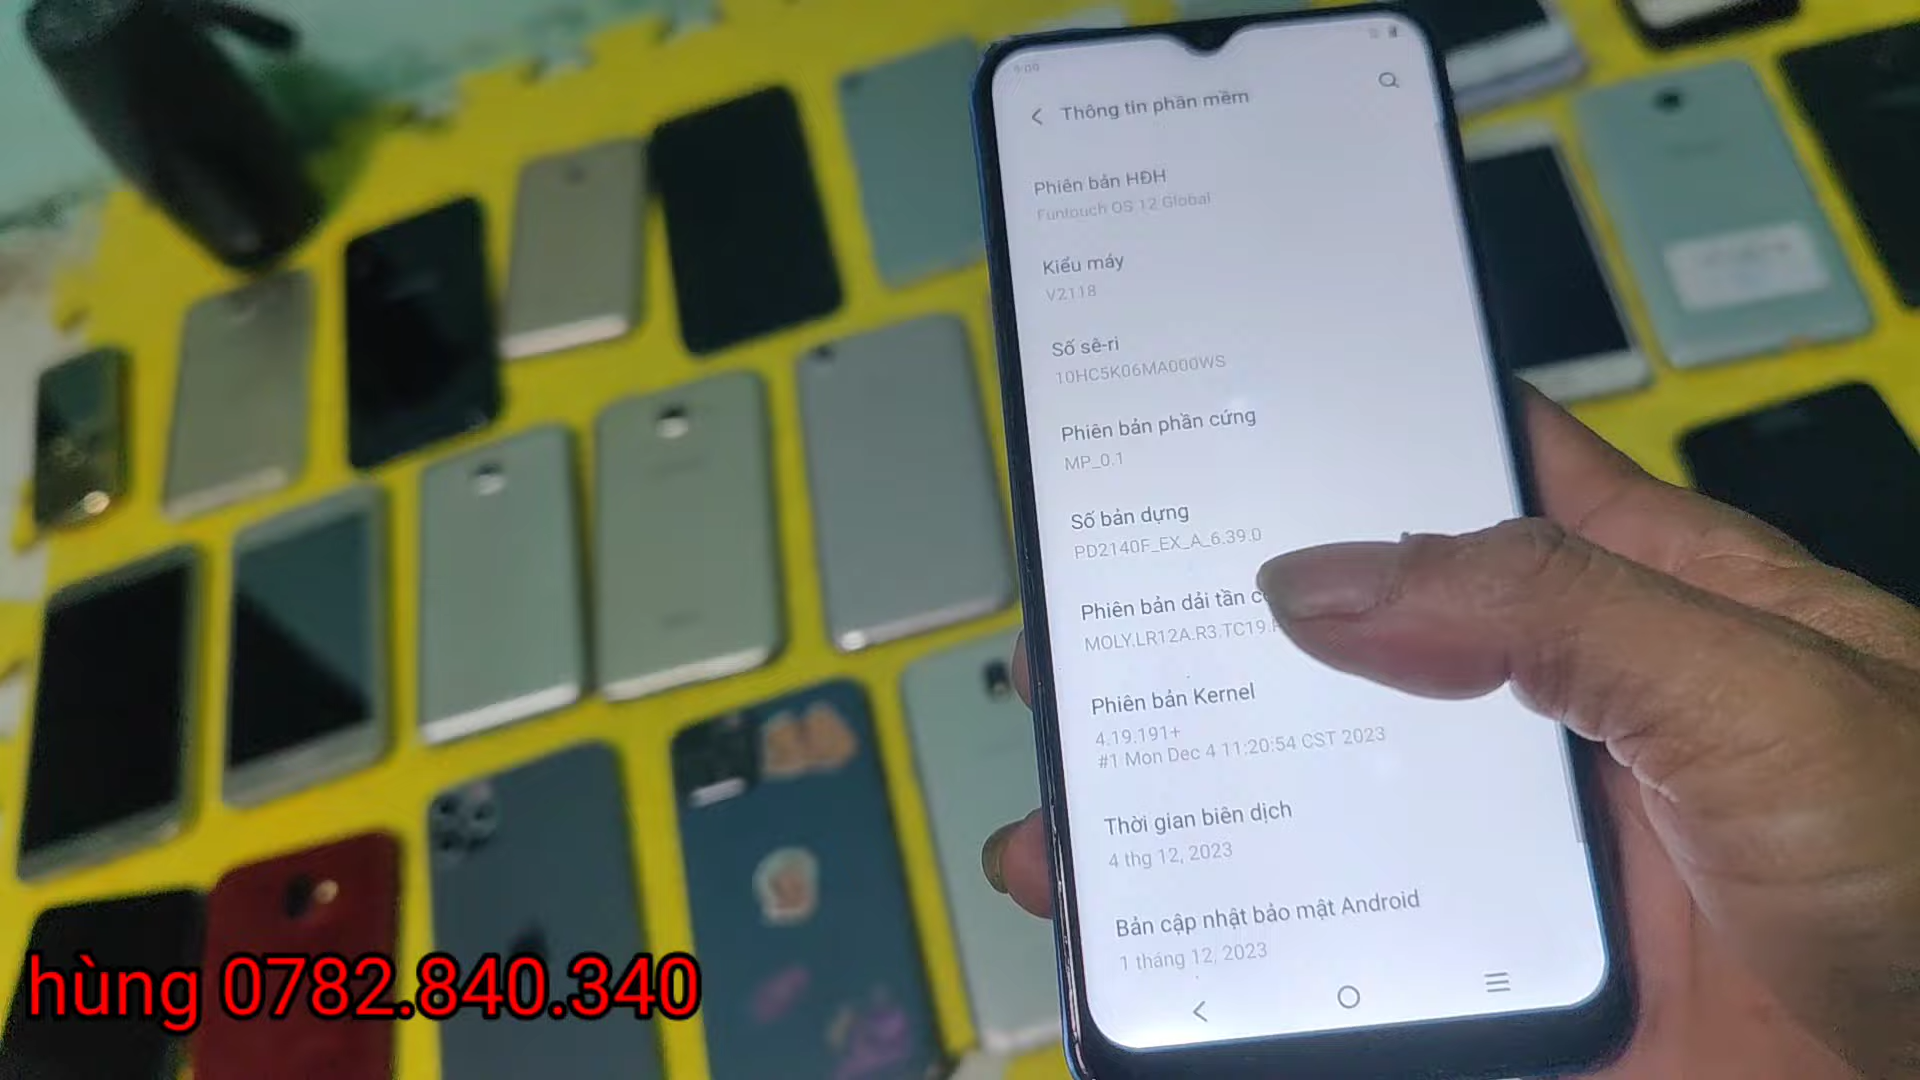 9:09
Thông tin phần mềm
Phiên bản HĐH
Funtouch OS 12 Global
Kiểu máy
V2118
Số sê-ri
10HC5K06MA000WS
Phiên bản phần cứng
MP_0.1
Số bản dựng
PD2140F_EX_A_6.39.0
Phiên bản dải tần
MOLY.LR12A.R3.TC19.
Phiên bản Kernel
4.19.191+
#1 Mon Dec 4 11:20:54 CST 2023
Thời gian biên dịch
4 thg 12, 2023
Bản cập nhật bảo mật Android
1 tháng 12, 2023
hùng 0782.840.340